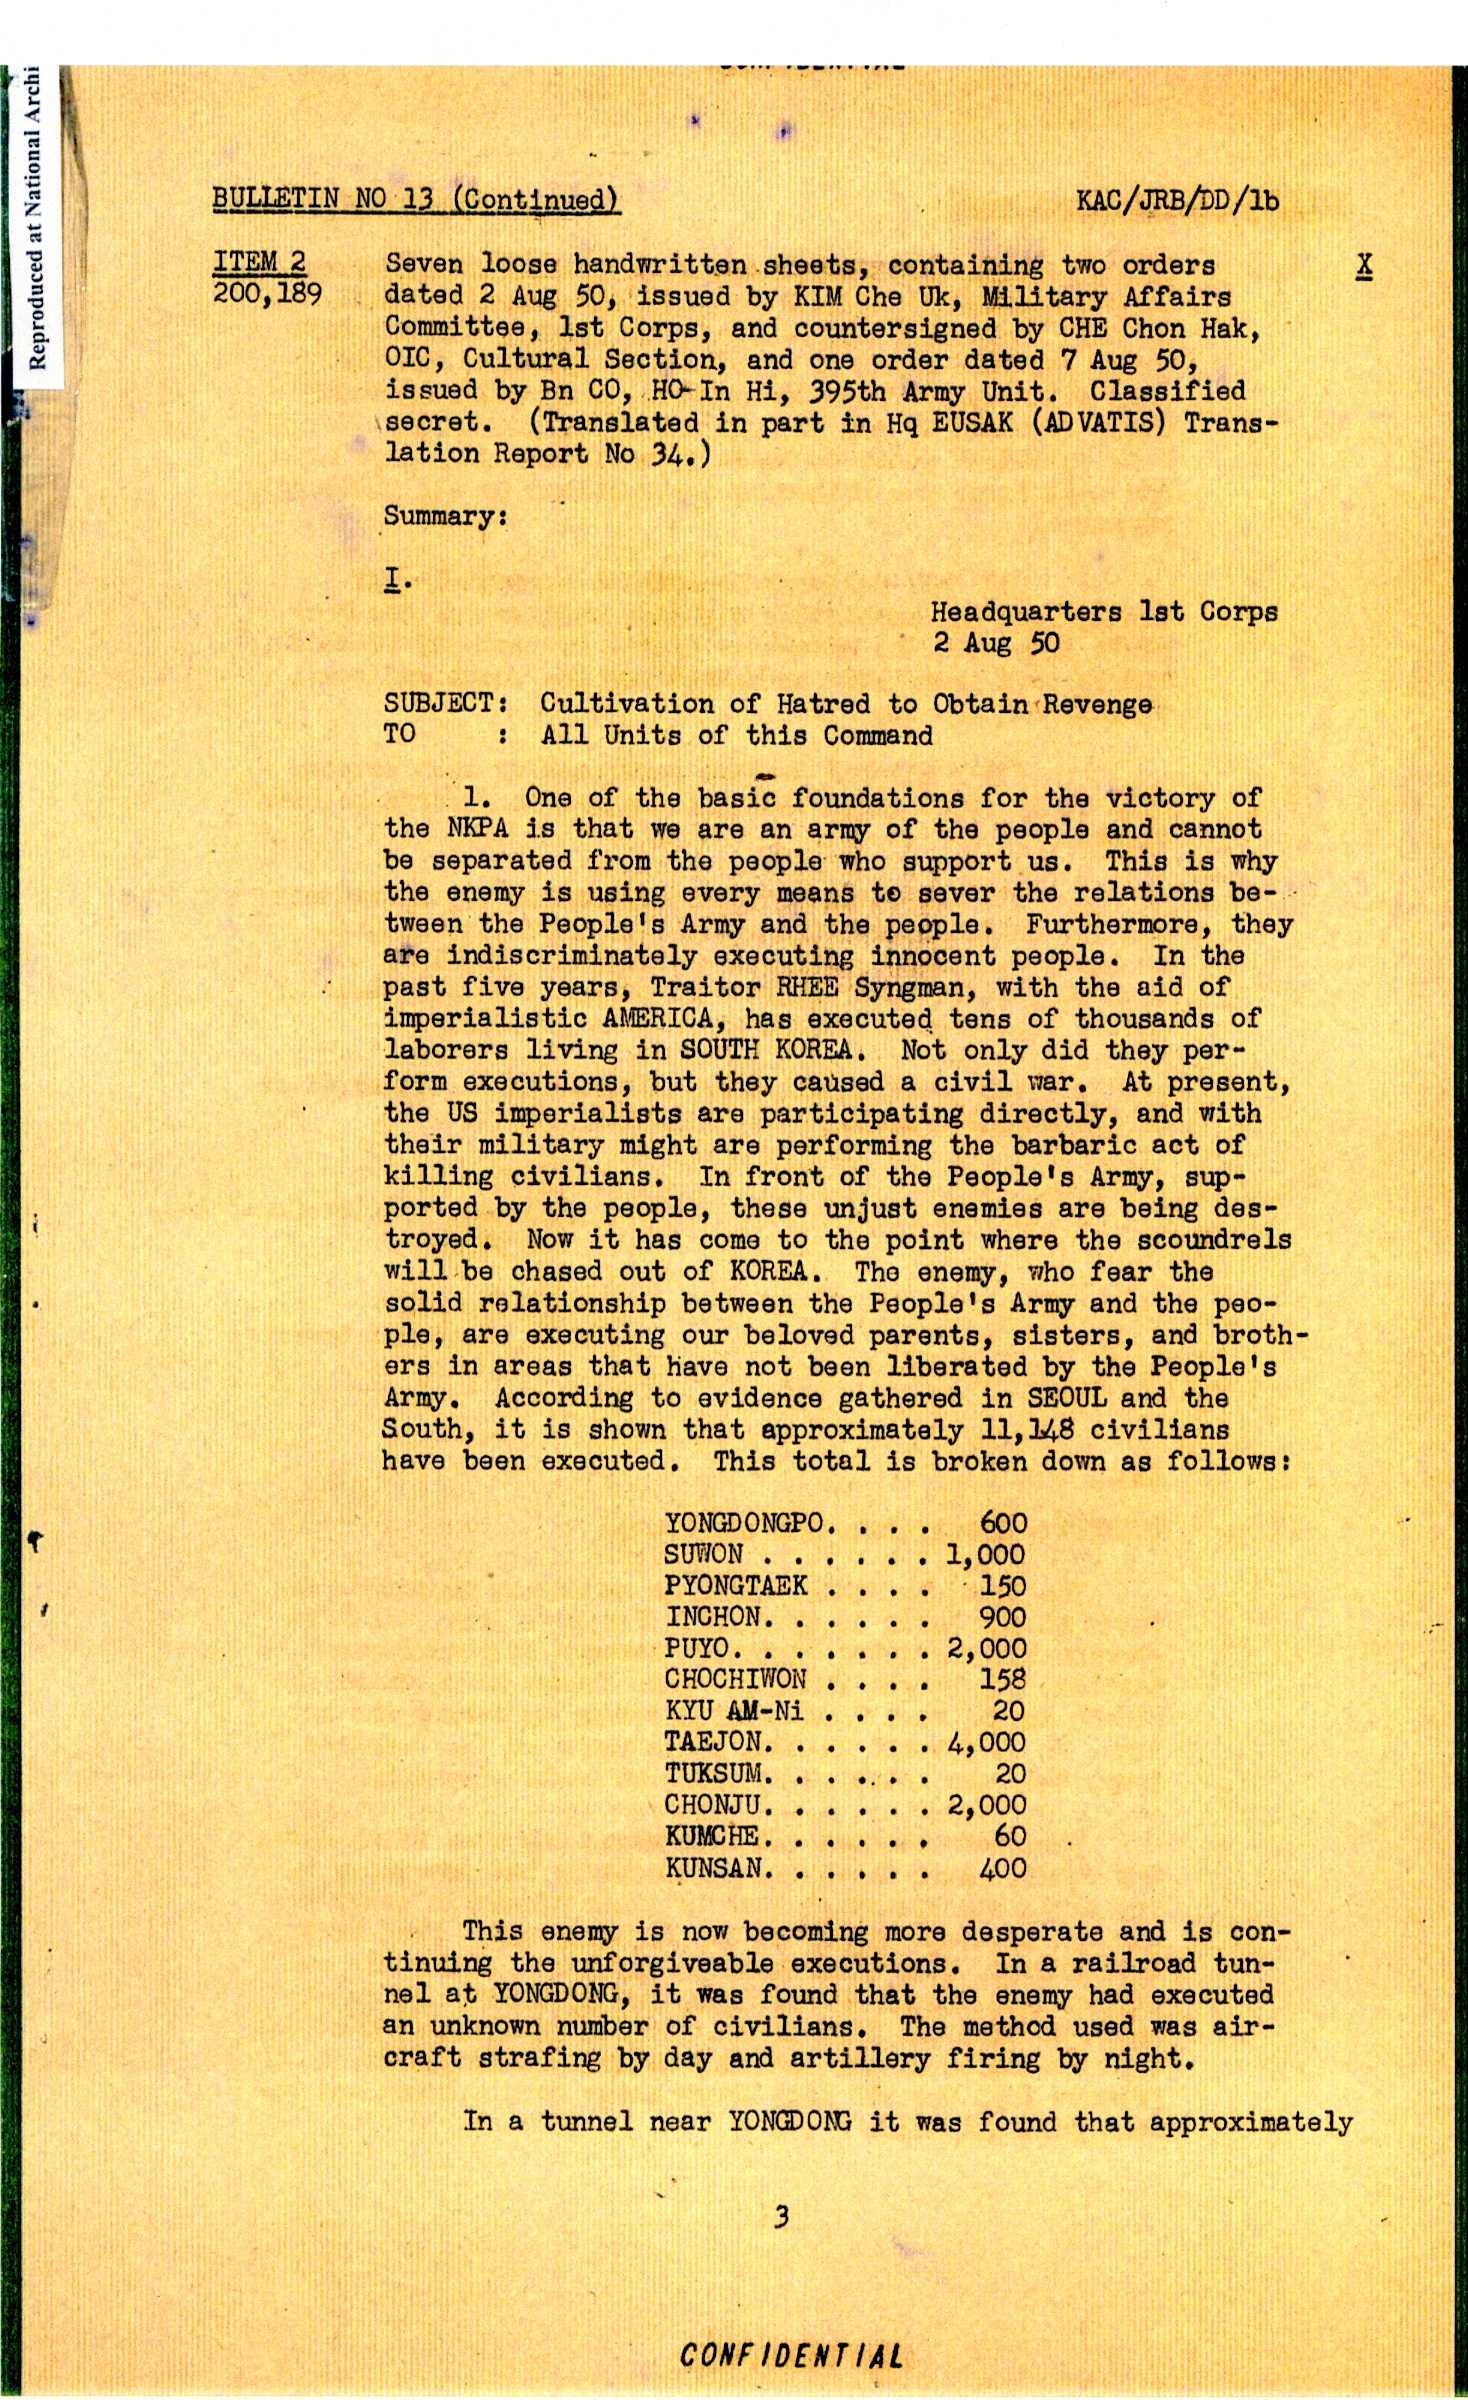 Reproduced at National Archi
BULLETIN NO 13 (Continued) KAC/JRB/DD/lb
ITEM 2 Seven loose handwritten sheets, containing two orders X
200,189 dated 2 Aug 50, issued by KIM Che Uk, Military Affairs
Committee, 1st Corps, and countersigned by CHE Chon Hak,
OIC, Cultural Section, and one order dated 7 Aug 50,
issued by Bn CO, HO In Hi, 395th Army Unit. Classified
secret. (Translated in part in Hq EUSAK (ADVATIS) Trans-
lation Report No 34.)
Summary:
I.
Headquarters 1st Corps
2 Aug 50
SUBJECT: Cultivation of Hatred to Obtain Revenge
TO : All Units of this Command
1. One of the basic foundations for the victory of
the NKPA is that we are an army of the people and cannot
be separated from the people who support us. This is why
the enemy is using every means to sever the relations be-
tween the People's Army and the people. Furthermore, they
are indiscriminately executing innocent people. In the
past five years, Traitor RHEE Syngman, with the aid of
imperialistic AMERICA, has executed tens of thousands of
laborers living in SOUTH KOREA. Not only did they per-
form executions, but they caused a civil war. At present,
the US imperialists are participating directly, and with
their military might are performing the barbaric act of
killing civilians. In front of the People's Army, sup-
ported by the people, these unjust enemies are being des-
troyed. Now it has come to the point where the scoundrels
will be chased out of KOREA. The enemy, who fear the
solid relationship between the People's Army and the peo-
ple, are executing our beloved parents, sisters, and broth-
ers in areas that have not been liberated by the People's
Army. According to evidence gathered in SEOUL and the
South, it is shown that approximately 11,148 civilians
have been executed. This total is broken down as follows:
YONGDONGPO. . . . 600
SUWON . . . . . . 1,000
PYONGTAEK . . . . 150
INCHON. . . . . . 900
PUYO. . . . . . . 2,000
CHOCHIWON . . . . 158
KYU AM-Ni . . . . 20
TAEJON. . . . . . 4,000
TUKSUM. . . . . . 20
CHONJU. . . . . . 2,000
KUMCHE. . . . . . 60
KUNSAN. . . . . . 400
This enemy is now becoming more desperate and is con-
tinuing the unforgiveable executions. In a railroad tun-
nel at YONGDONG, it was found that the enemy had executed
an unknown number of civilians. The method used was air-
craft strafing by day and artillery firing by night.
In a tunnel near YONGDONG it was found that approximately
3
CONFIDENTIAL